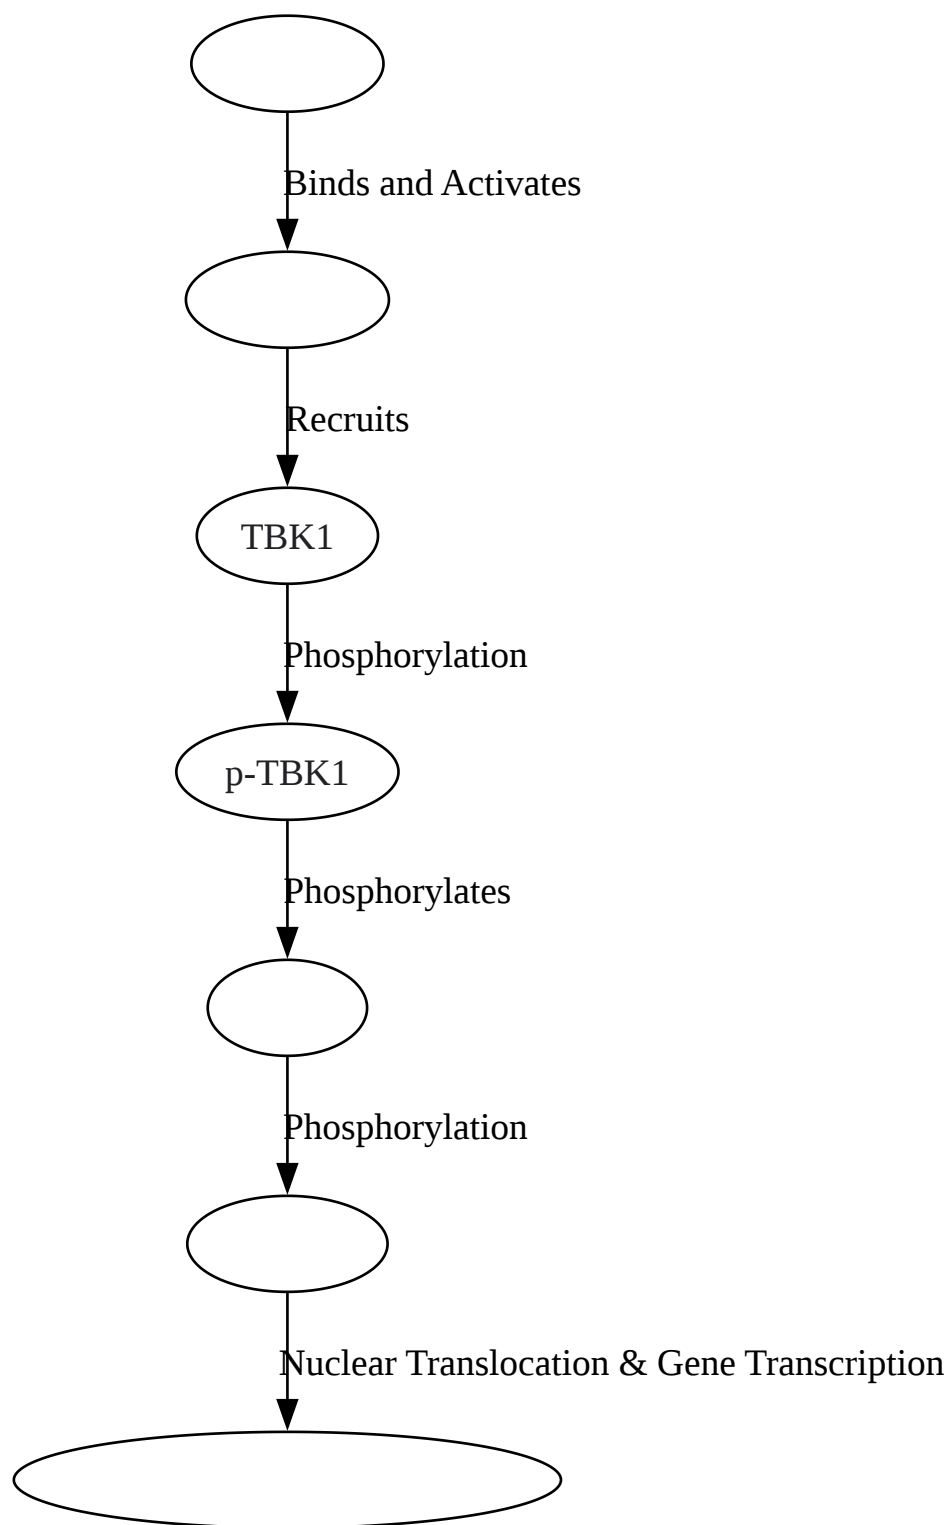 Binds and Activates
Recruits
TBK1
Phosphorylation
p-TBK1
Phosphorylates
Phosphorylation
Nuclear Translocation & Gene Transcription